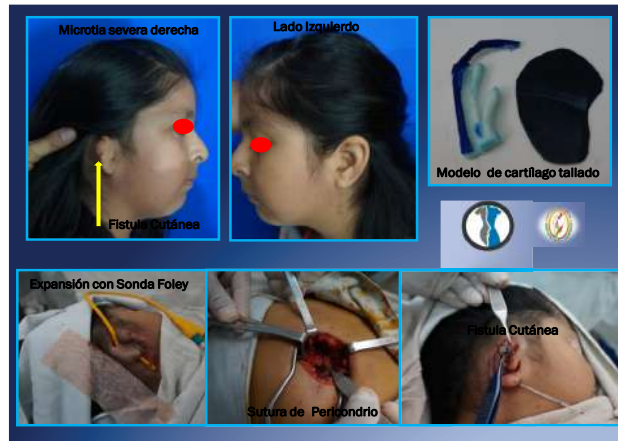 Microtia severa derecha
Lado Izquierdo
Fistula Cutánea
Modelo de cartílago tallado
Expansión con Sonda Foley
Sutura de Pericondrio
Fistula Cutánea